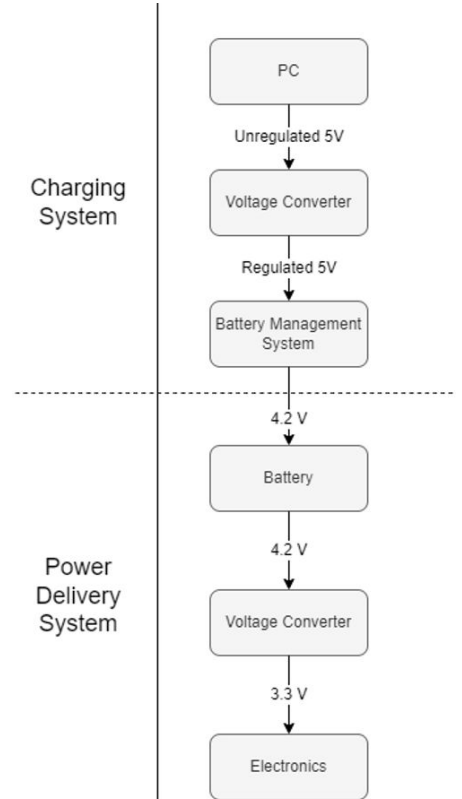 PC
Unregulated 5V
Charging
System
Voltage Converter
Regulated 5V
Battery Management
System
4.2 V
Battery
4.2 V
Power
Delivery
System
Voltage Converter
3.3 V
Electronics